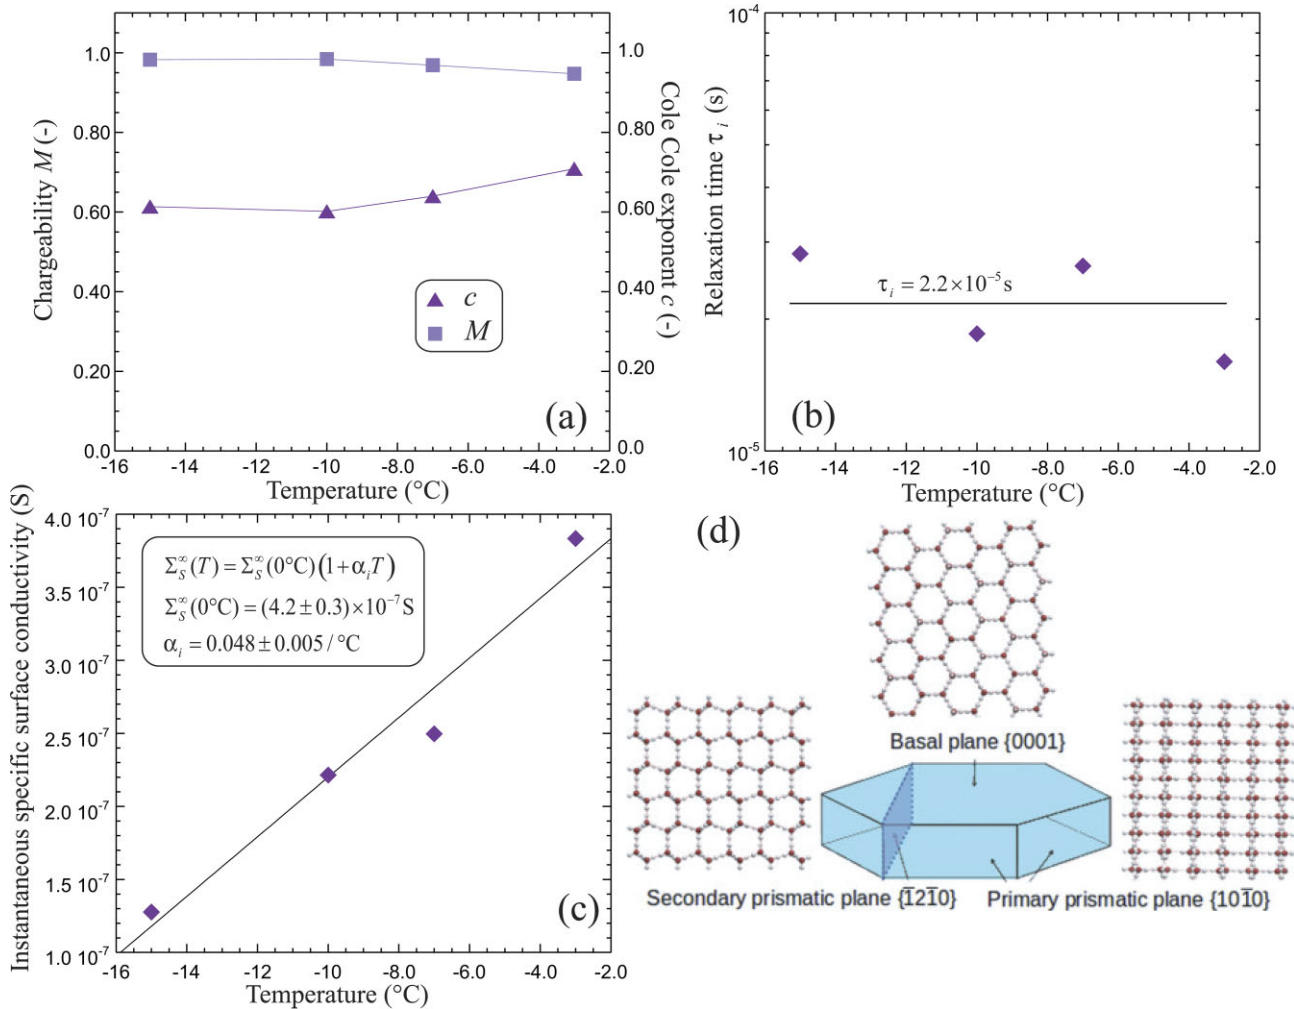 1.0
0.80
0.60
0.40
0.20
0.0
Chargeability M (-)
1.0
0.80
0.60
0.40
0.20
0.0
Cole Cole exponent c (-)
c
M
(a)
-16 -14 -12 -10 -8.0 -6.0 -4.0 -2.0
Temperature (°C)
10⁻⁴
10⁻⁵
Relaxation time τ i (s)
τ i = 2.2×10⁻⁵ s
(b)
-16 -14 -12 -10 -8.0 -6.0 -4.0 -2.0
Temperature (°C)
Instantaneous specific surface conductivity (S)
4.0 10⁻⁷
3.5 10⁻⁷
3.0 10⁻⁷
2.5 10⁻⁷
2.0 10⁻⁷
1.5 10⁻⁷
1.0 10⁻⁷
Σ_S^∞(T) = Σ_S^∞(0°C)(1+α_i T)
Σ_S^∞(0°C) = (4.2 ± 0.3)×10⁻⁷ S
α_i = 0.048 ± 0.005 / °C
(c)
-16 -14 -12 -10 -8.0 -6.0 -4.0 -2.0
Temperature (°C)
(d)
Basal plane {0001}
Secondary prismatic plane {1̅21̅0}
Primary prismatic plane {101̅0}